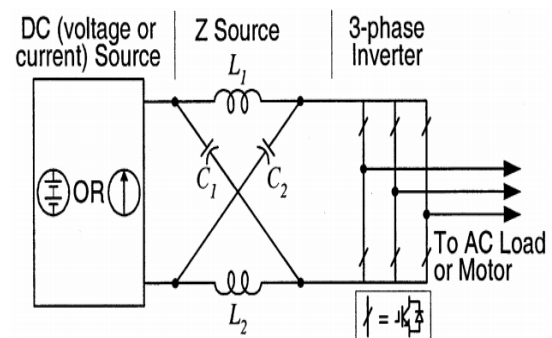 DC (voltage or
current) Source
Z Source
3-phase
Inverter
L1
OR
C1
C2
To AC Load
or Motor
L2
=